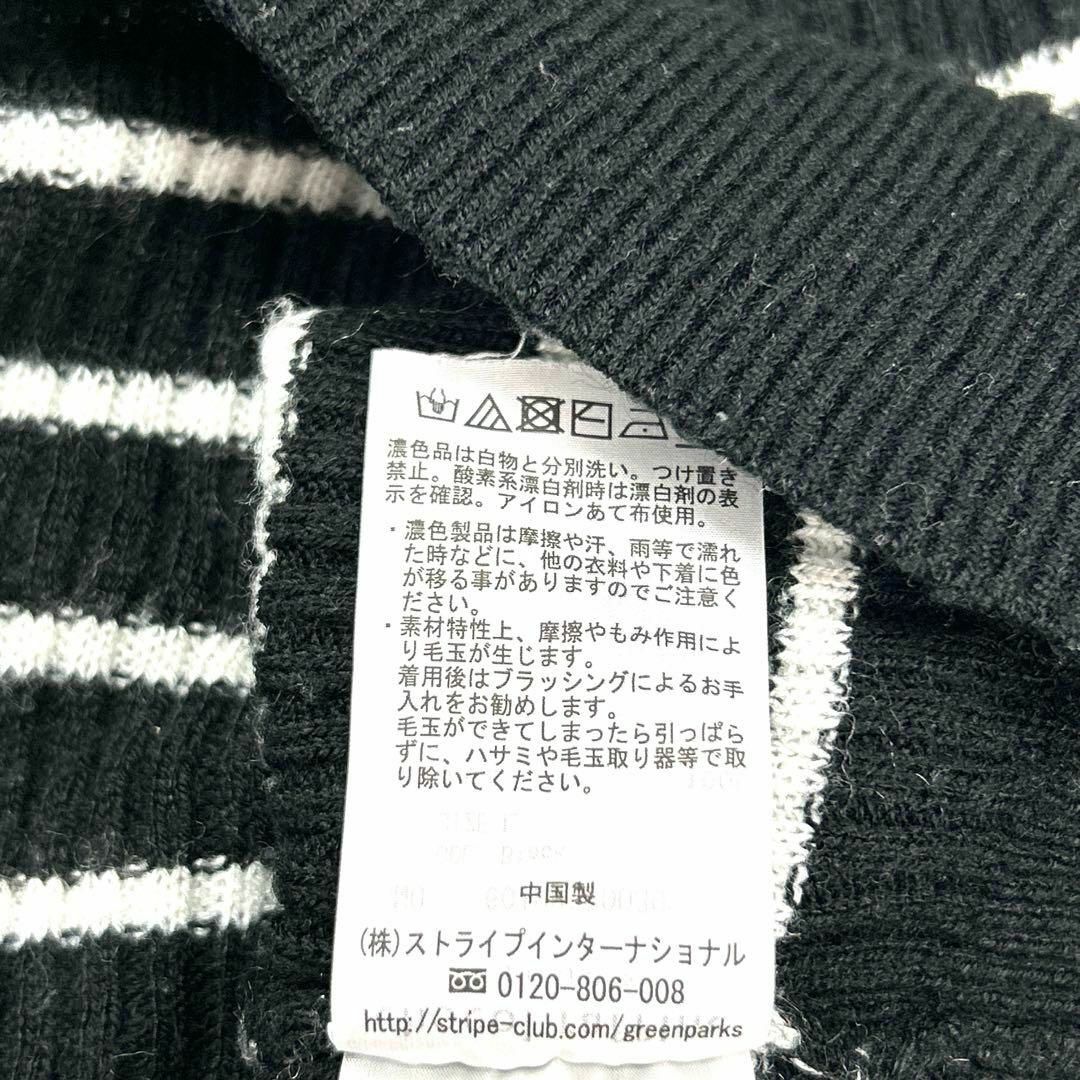 濃色品は白物と分別洗い。つけ置き
禁止。酸素系漂白剤時は漂白剤の表
示を確認。アイロンあて布使用。
・濃色製品は摩擦や汗、雨等で濡れ
た時などに、他の衣料や下着に色
が移る事がありますのでご注意く
ださい。
・素材特性上、摩擦やもみ作用によ
り毛玉が生じます。
着用後はブラッシングによるお手
入れをお勧めします。
毛玉ができてしまったら引っぱら
ずに、ハサミや毛玉取り器等で取
り除いてください。
中国製
(株)ストライプインターナショナル
0120-806-008
http://stripe-club.com/greenparks